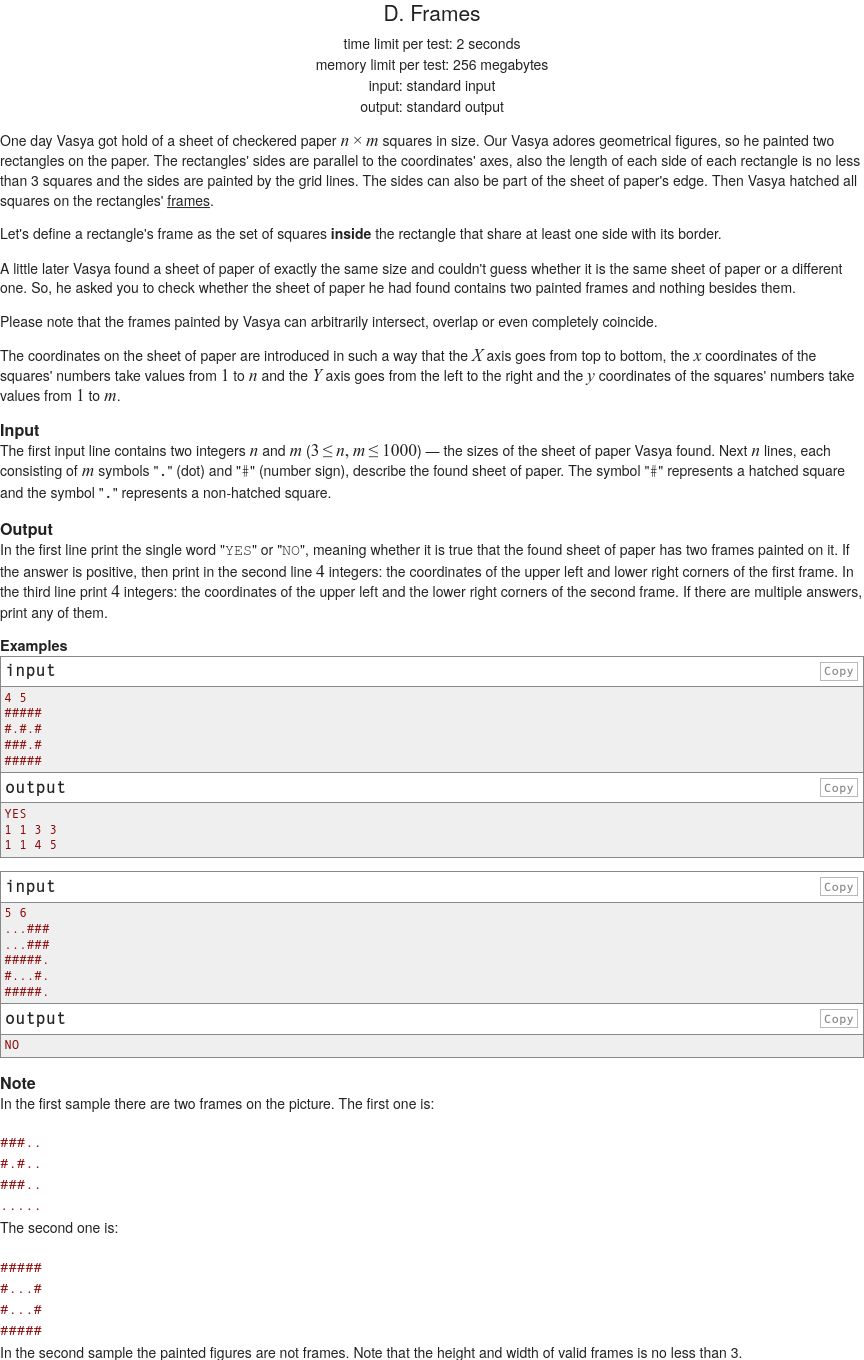 D. Frames
time limit per test: 2 seconds
memory limit per test: 256 megabytes
input: standard input
output: standard output
One day Vasya got hold of a sheet of checkered paper n × m squares in size. Our Vasya adores geometrical figures, so he painted two
rectangles on the paper. The rectangles' sides are parallel to the coordinates' axes, also the length of each side of each rectangle is no less
than 3 squares and the sides are painted by the grid lines. The sides can also be part of the sheet of paper's edge. Then Vasya hatched all
squares on the rectangles' frames.
Let's define a rectangle's frame as the set of squares inside the rectangle that share at least one side with its border.
A little later Vasya found a sheet of paper of exactly the same size and couldn't guess whether it is the same sheet of paper or a different
one. So, he asked you to check whether the sheet of paper he had found contains two painted frames and nothing besides them.
Please note that the frames painted by Vasya can arbitrarily intersect, overlap or even completely coincide.
The coordinates on the sheet of paper are introduced in such a way that the X axis goes from top to bottom, the x coordinates of the
squares' numbers take values from 1 to n and the Y axis goes from the left to the right and the y coordinates of the squares' numbers take
values from 1 to m.
Input
The first input line contains two integers n and m (3 ≤ n, m ≤ 1000) — the sizes of the sheet of paper Vasya found. Next n lines, each
consisting of m symbols "." (dot) and "#" (number sign), describe the found sheet of paper. The symbol "#" represents a hatched square
and the symbol "." represents a non-hatched square.
Output
In the first line print the single word "YES" or "NO", meaning whether it is true that the found sheet of paper has two frames painted on it. If
the answer is positive, then print in the second line 4 integers: the coordinates of the upper left and lower right corners of the first frame. In
the third line print 4 integers: the coordinates of the upper left and the lower right corners of the second frame. If there are multiple answers,
print any of them.
Examples
input Copy
4 5
#####
#.#.#
###.#
#####
output Copy
YES
1 1 3 3
1 1 4 5
input Copy
5 6
...###
...###
#####.
#...#.
#####.
output Copy
NO
Note
In the first sample there are two frames on the picture. The first one is:
###..
#.#..
###..
.....
The second one is:
#####
#...#
#...#
#####
In the second sample the painted figures are not frames. Note that the height and width of valid frames is no less than 3.